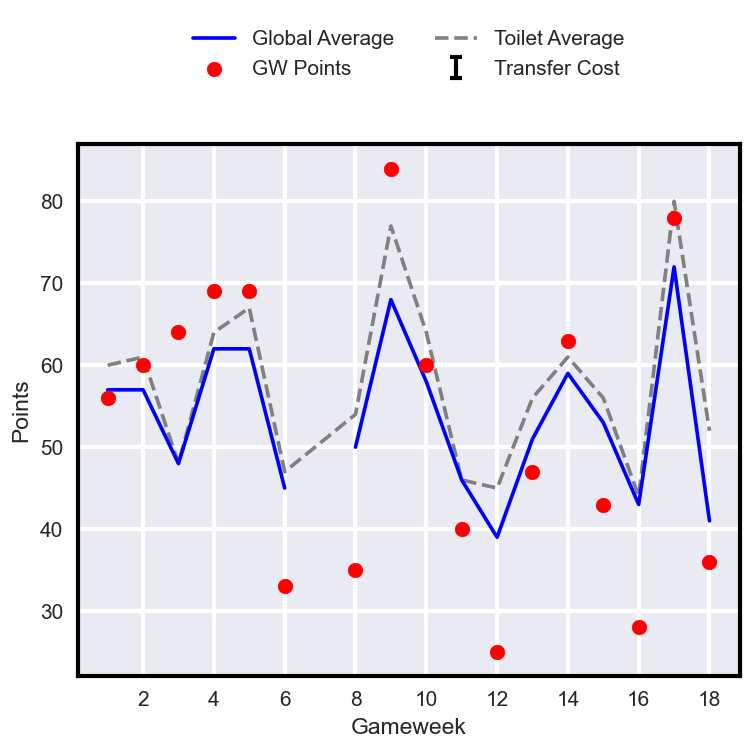 Global Average
Toilet Average
GW Points
Transfer Cost
80
70
60
50
40
30
Points
2 4 6 8 10 12 14 16 18
Gameweek